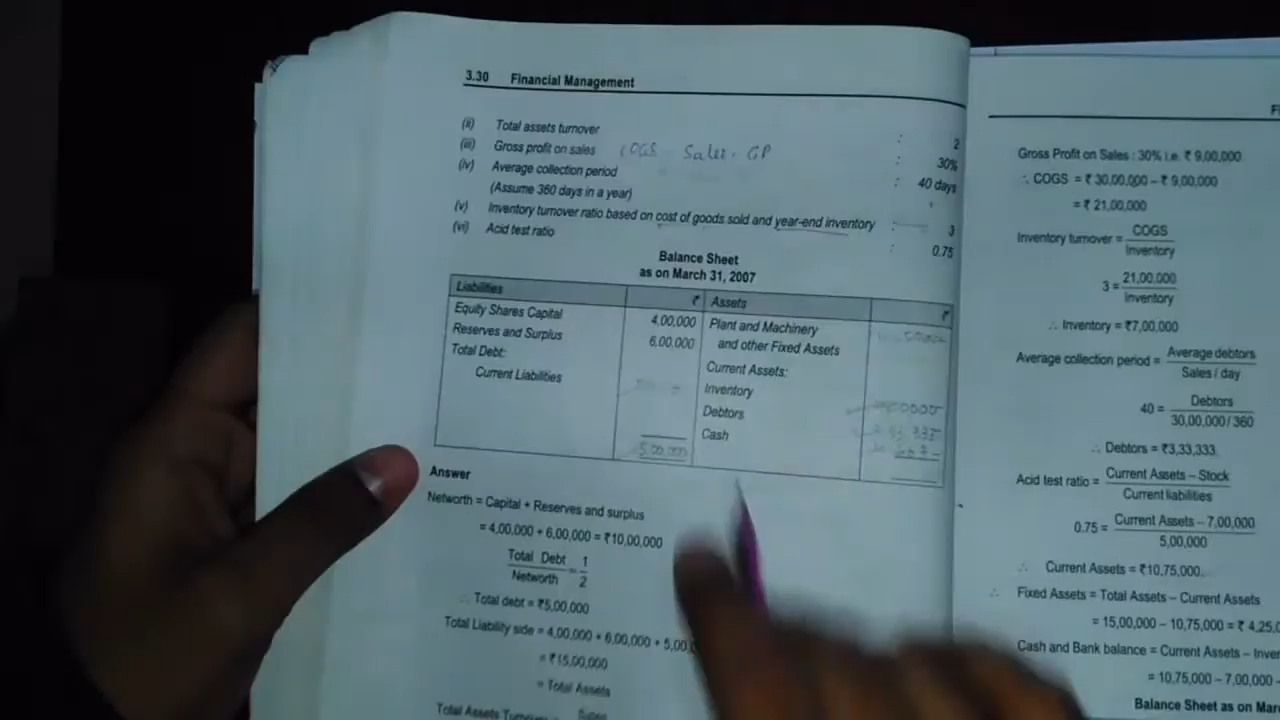 3.30 Financial Management
(ii) Total assets turnover : 2
(iii) Gross profit on sales COGS = Sales - GP : 30%
(iv) Average collection period : 40 days
(Assume 360 days in a year)
(v) Inventory turnover ratio based on cost of goods sold and year-end inventory : 3
(vi) Acid test ratio : 0.75
Balance Sheet
as on March 31, 2007
Liabilities ₹ Assets ₹
Equity Shares Capital 4,00,000 Plant and Machinery
Reserves and Surplus 6,00,000 and other Fixed Assets
Total Debt: Current Assets:
Current Liabilities Inventory
Debtors
Cash
5,00,000
Answer
Networth = Capital + Reserves and surplus
= 4,00,000 + 6,00,000 = ₹10,00,000
Total Debt / Networth = 1 / 2
∴ Total debt = ₹5,00,000
Total Liability side = 4,00,000 + 6,00,000 + 5,00,
= ₹15,00,000
= Total Assets
Total Assets
Gross Profit on Sales : 30% i.e. ₹ 9,00,000
∴ COGS = ₹ 30,00,000 – ₹ 9,00,000
= ₹ 21,00,000
Inventory turnover = COGS / Inventory
3 = 21,00,000 / Inventory
∴ Inventory = ₹7,00,000
Average collection period = Average debtors / Sales / day
40 = Debtors / 30,00,000/360
∴ Debtors = ₹3,33,333.
Acid test ratio = Current Assets – Stock / Current liabilities
0.75 = Current Assets – 7,00,000 / 5,00,000
∴ Current Assets = ₹10,75,000.
∴ Fixed Assets = Total Assets – Current Assets
= 15,00,000 – 10,75,000 = ₹ 4,25,0
Cash and Bank balance = Current Assets – Inven
= 10,75,000 – 7,00,000 –
Balance Sheet as on Mar